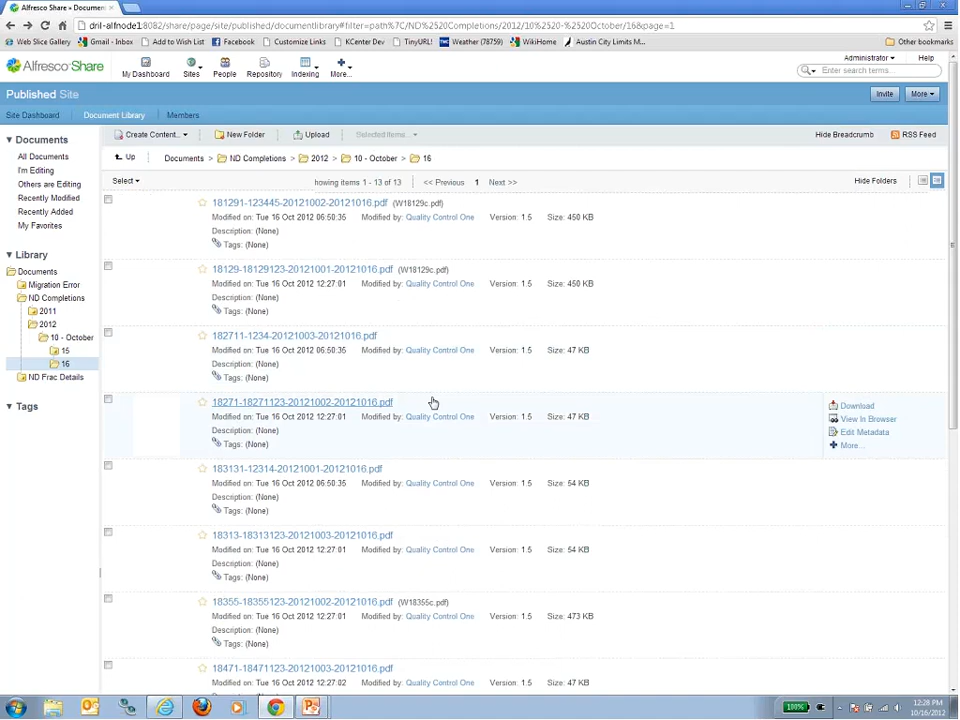 Alfresco Share » Documen
dril-alfnode1:8082/share/page/site/published/documentlibrary#filter=path%7C/ND%2520Completions/2012/10%2520-%2520October/16&page=1
Web Slice Gallery Gmail - Inbox Add to Wish List Facebook Customize Links KCenter Dev TinyURL! Weather (78759) WikiHome Austin City Limits M... Other bookmarks
Alfresco Share My Dashboard Sites People Repository Indexing More... Administrator Help
Enter search terms...
Published Site Invite More
Site Dashboard Document Library Members
Documents Create Content... New Folder Upload Selected Items... Hide Breadcrumb RSS Feed
All Documents
I'm Editing
Others are Editing
Recently Modified
Recently Added
My Favorites
Library
Documents
Migration Error
ND Completions
2011
2012
10 - October
15
16
ND Frac Details
Tags
Up Documents > ND Completions > 2012 > 10 - October > 16
Select howing items 1 - 13 of 13 << Previous 1 Next >> Hide Folders
181291-123445-20121002-20121016.pdf (W18129c.pdf)
Modified on: Tue 16 Oct 2012 06:50:35 Modified by: Quality Control One Version: 1.5 Size: 450 KB
Description: (None)
Tags: (None)
18129-18129123-20121001-20121016.pdf (W18129c.pdf)
Modified on: Tue 16 Oct 2012 12:27:01 Modified by: Quality Control One Version: 1.5 Size: 450 KB
Description: (None)
Tags: (None)
182711-1234-20121003-20121016.pdf
Modified on: Tue 16 Oct 2012 06:50:35 Modified by: Quality Control One Version: 1.5 Size: 47 KB
Description: (None)
Tags: (None)
18271-18271123-20121002-20121016.pdf
Modified on: Tue 16 Oct 2012 12:27:01 Modified by: Quality Control One Version: 1.5 Size: 47 KB
Description: (None)
Tags: (None)
Download
View In Browser
Edit Metadata
More...
183131-12314-20121001-20121016.pdf
Modified on: Tue 16 Oct 2012 06:50:35 Modified by: Quality Control One Version: 1.5 Size: 54 KB
Description: (None)
Tags: (None)
18313-18313123-20121002-20121016.pdf
Modified on: Tue 16 Oct 2012 12:27:01 Modified by: Quality Control One Version: 1.5 Size: 54 KB
Description: (None)
Tags: (None)
18355-18355123-20121002-20121016.pdf (W18355c.pdf)
Modified on: Tue 16 Oct 2012 12:27:01 Modified by: Quality Control One Version: 1.5 Size: 473 KB
Description: (None)
Tags: (None)
18471-18471123-20121003-20121016.pdf
Modified on: Tue 16 Oct 2012 12:27:02 Modified by: Quality Control One Version: 1.5 Size: 47 KB
100%
12:28 PM
10/16/2012